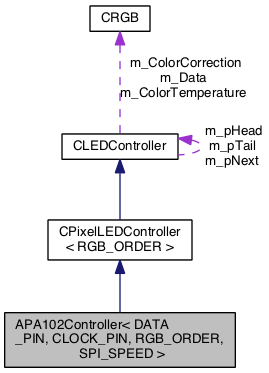 CRGB
m_ColorCorrection
m_Data
m_ColorTemperature
CLEDController
m_pHead
m_pTail
m_pNext
CPixelLEDController
< RGB_ORDER >
APA102Controller< DATA
_PIN, CLOCK_PIN, RGB_ORDER,
SPI_SPEED >